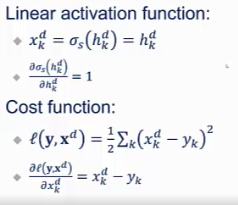 Linear activation function:
x_k^d = σ_s(h_k^d) = h_k^d
∂σ_s(h_k^d)/∂h_k^d = 1
Cost function:
ℓ(y,x^d) = 1/2 Σ_k(x_k^d − y_k)^2
∂ℓ(y,x^d)/∂x_k^d = x_k^d − y_k